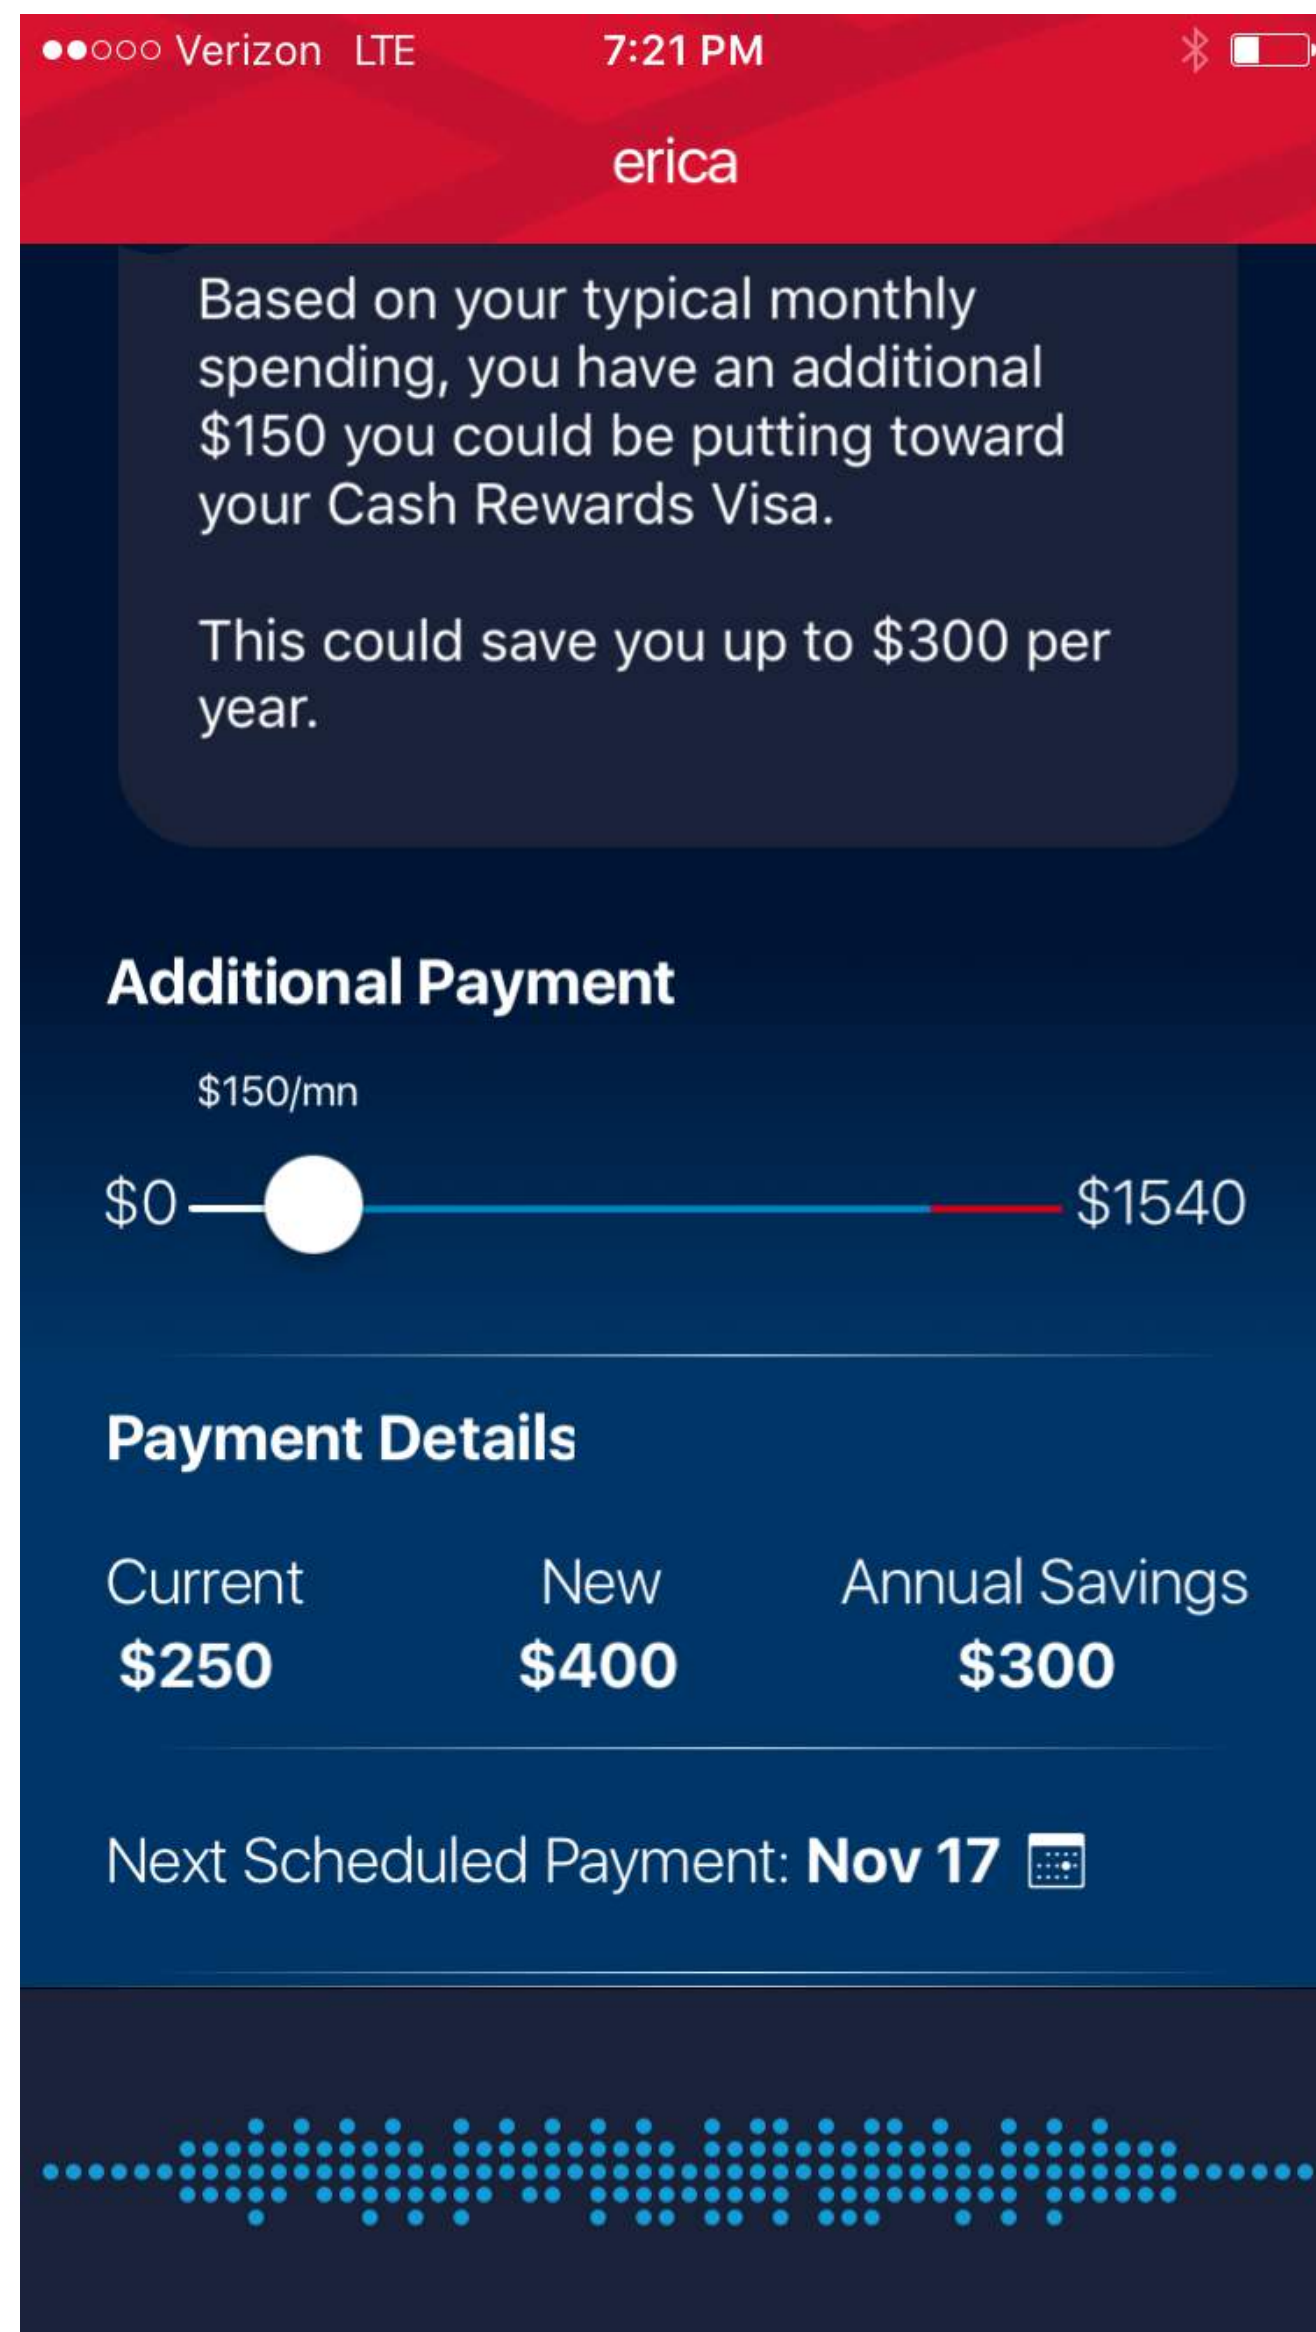 Verizon LTE 7:21 PM
erica
Based on your typical monthly
spending, you have an additional
$150 you could be putting toward
your Cash Rewards Visa.
This could save you up to $300 per
year.
Additional Payment
$150/mn
$0 $1540
Payment Details
Current New Annual Savings
$250 $400 $300
Next Scheduled Payment: Nov 17